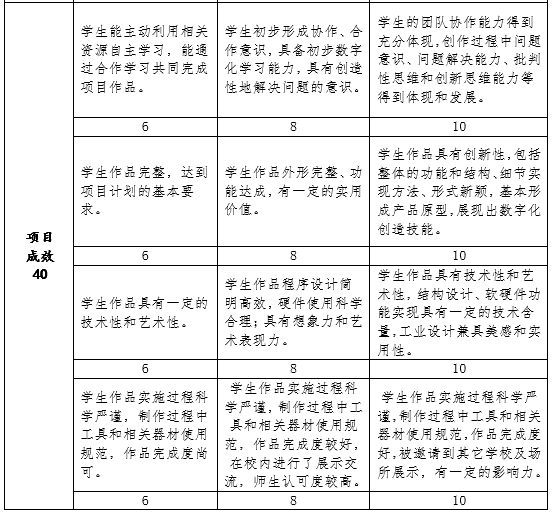 学生能主动利用相关
资源自主学习，能通
过合作学习共同完成
项目作品。
学生初步形成协作、合
作意识，具备初步数字
化学习能力，具有创造
性地解决问题的意识。
学生的团队协作能力得到
充分体现，创作过程中问题
意识、问题解决能力、批判
性思维和创新思维能力等
得到体现和发展。
6
8
10
学生作品完整，达到
项目计划的基本要
求。
学生作品外形完整、
功能达成，有一定的实用
价值。
学生作品具有创新性，包括
整体的功能和结构、细节实
现方法、形式新颖，基本形
成产品原型，展现出数字化
创造技能。
项目
成效
40
6
8
10
学生作品具有一定的
技术性和艺术性。
学生作品程序设计简
明高效，硬件使用科学
合理；具有想象力和艺
术表现力。
学生作品具有技术性和艺
术性，结构设计、软硬件功
能实现具有一定的技术含
量，工业设计兼具美感和实
用性。
6
8
10
学生作品实施过程科
学严谨，制作过程中
工具和相关器材使用
规范，作品完成度尚
可。
学生作品实施过程科
学严谨，制作过程中工
具和相关器材使用规
范，作品完成度较好，
在校内进行了展示交
流，师生认可度较高。
学生作品实施过程科学严
谨，制作过程中工具和相关
器材使用规范，作品完成度
好，被邀请到其它学校及场
所展示，有一定的影响力。
6
8
10